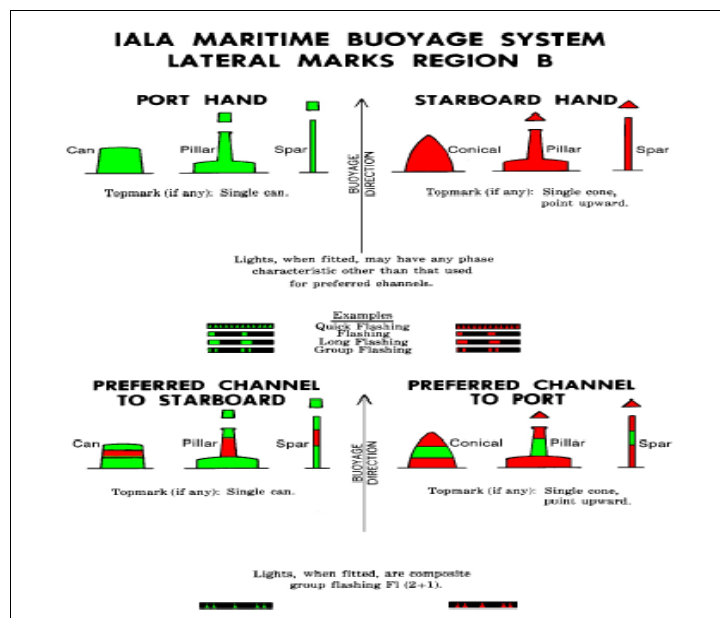 IALA MARITIME BUOYAGE SYSTEM
LATERAL MARKS REGION B
PORT HAND
Can
Pillar
Spar
Topmark (if any): Single can.
BUOYAGE
DIRECTION
STARBOARD HAND
Conical
Pillar
Spar
Topmark (if any): Single cone,
point upward.
Lights, when fitted, may have any phase
characteristic other than that used
for preferred channels.
Examples
Quick Flashing
Flashing
Long Flashing
Group Flashing
PREFERRED CHANNEL
TO STARBOARD
Can
Pillar
Spar
Topmark (if any): Single can.
BUOYAGE
DIRECTION
PREFERRED CHANNEL
TO PORT
Conical
Pillar
Spar
Topmark (if any): Single cone,
point upward.
Lights, when fitted, are composite
group flashing Fl (2+1).